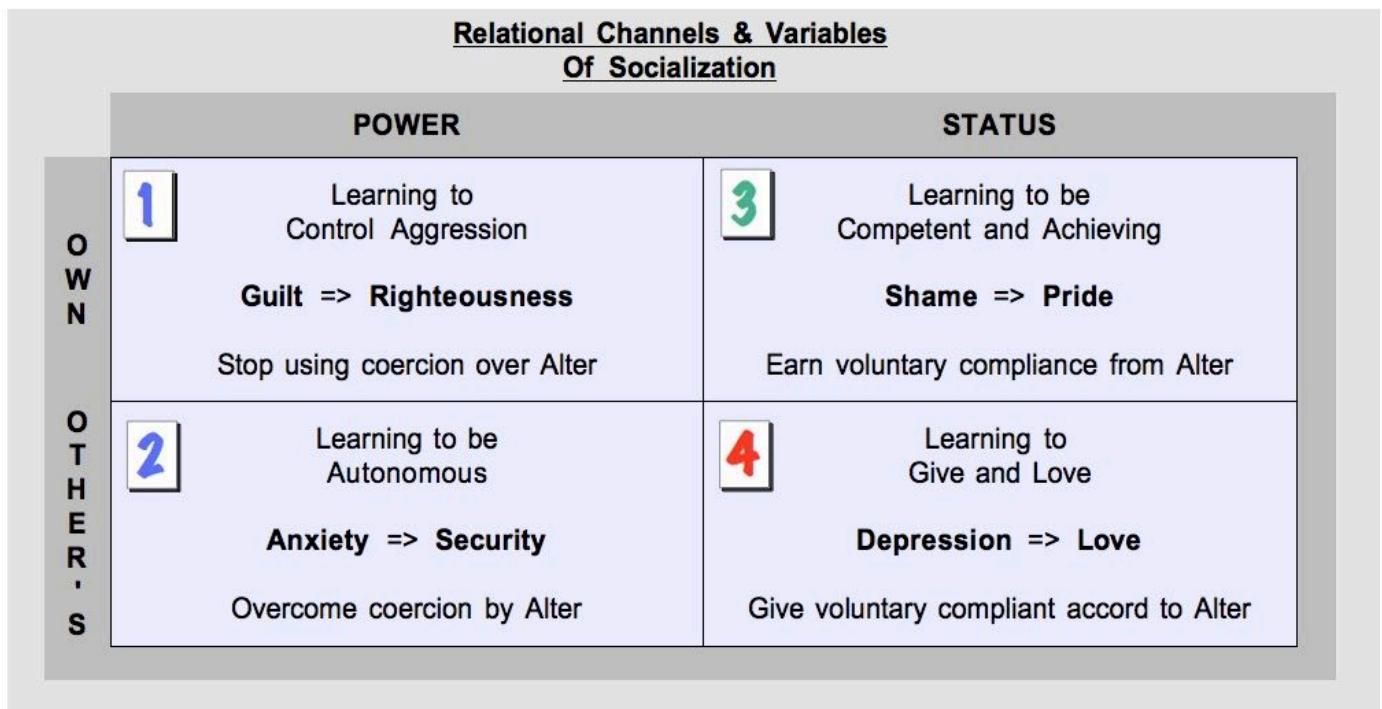 Relational Channels & Variables
Of Socialization
POWER
STATUS
OWN
1
Learning to
Control Aggression
Guilt => Righteousness
Stop using coercion over Alter
3
Learning to be
Competent and Achieving
Shame => Pride
Earn voluntary compliance from Alter
OTHER'S
2
Learning to be
Autonomous
Anxiety => Security
Overcome coercion by Alter
4
Learning to
Give and Love
Depression => Love
Give voluntary compliant accord to Alter